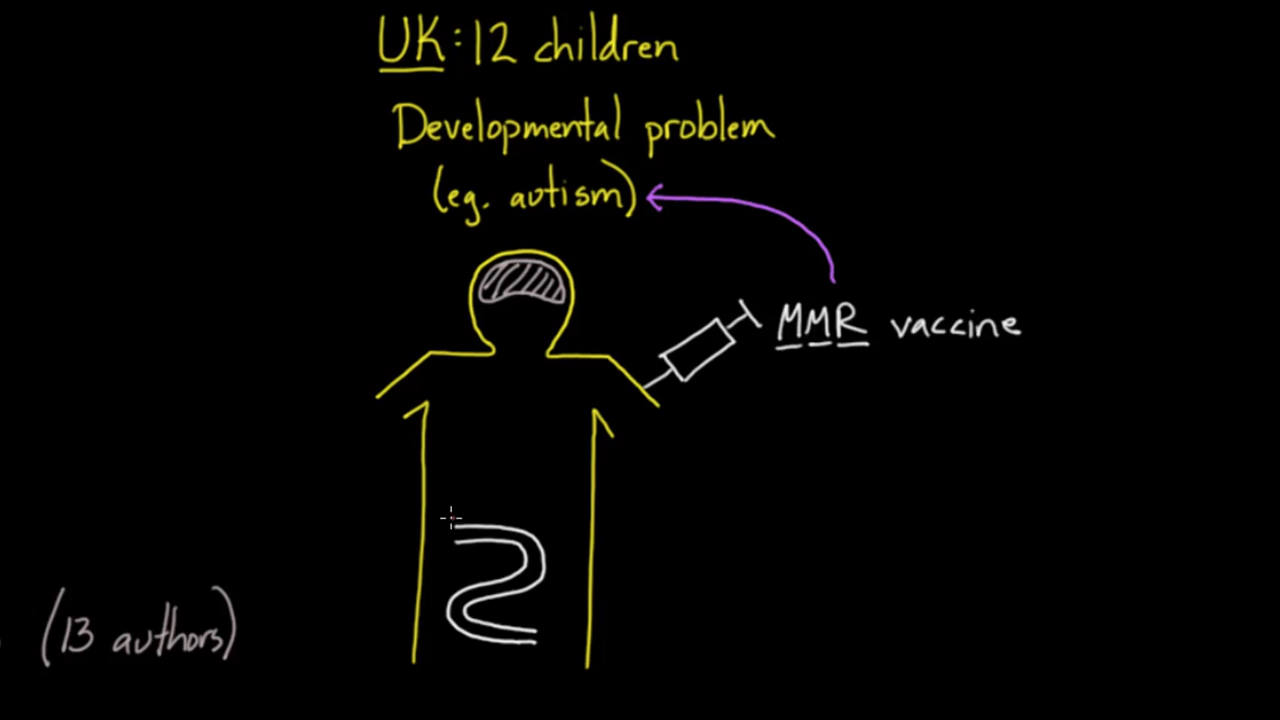 UK: 12 children
Developmental problem
(eg. autism)
MMR vaccine
(13 authors)